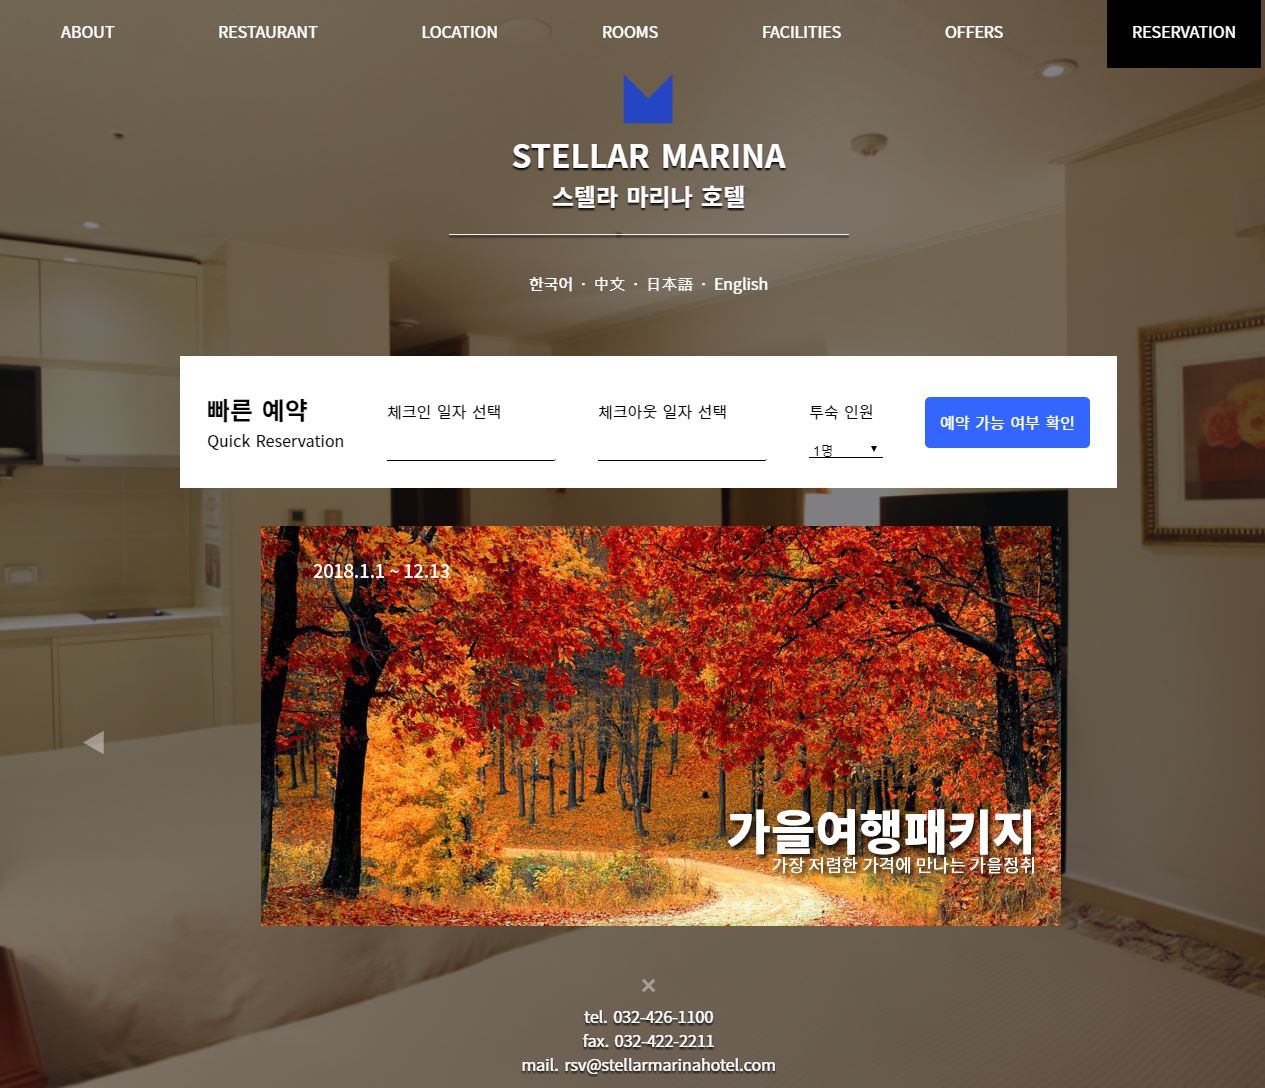 ABOUT RESTAURANT LOCATION ROOMS FACILITIES OFFERS RESERVATION
STELLAR MARINA
스텔라 마리나 호텔
한국어 · 中文 · 日本語 · English
빠른 예약
Quick Reservation
체크인 일자 선택
체크아웃 일자 선택
투숙 인원
1명
예약 가능 여부 확인
2018.1.1 ~ 12.13
가을여행패키지
가장 저렴한 가격에 만나는 가을정취
tel. 032-426-1100
fax. 032-422-2211
mail. rsv@stellarmarinahotel.com